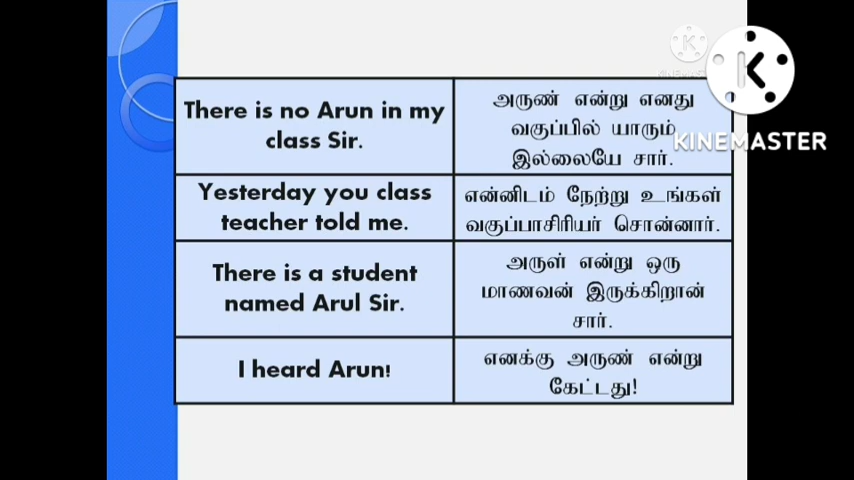 There is no Arun in my
class Sir.
அருண் என்று எனது
வகுப்பில் யாரும்
இல்லையே சார்.
Yesterday you class
teacher told me.
என்னிடம் நேற்று உங்கள்
வகுப்பாசிரியர் சொன்னார்.
There is a student
named Arul Sir.
அருள் என்று ஒரு
மாணவன் இருக்கிறான்
சார்.
I heard Arun!
எனக்கு அருண் என்று
கேட்டது!
KINEMASTER